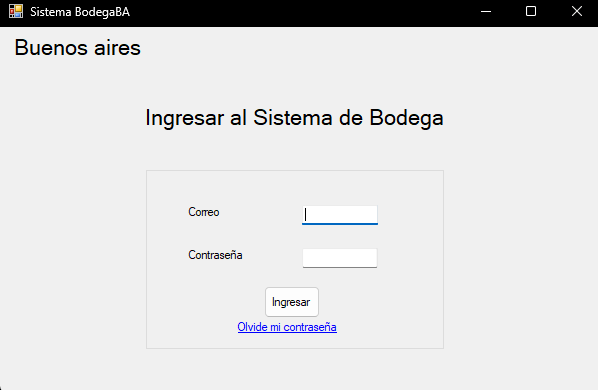 Sistema BodegaBA
Buenos aires
Ingresar al Sistema de Bodega
Correo
Contraseña
Ingresar
Olvide mi contraseña